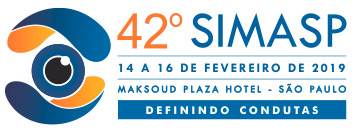 42º SIMASP
14 A 16 DE FEVEREIRO DE 2019
MAKSOUD PLAZA HOTEL - SÃO PAULO
DEFININDO CONDUTAS